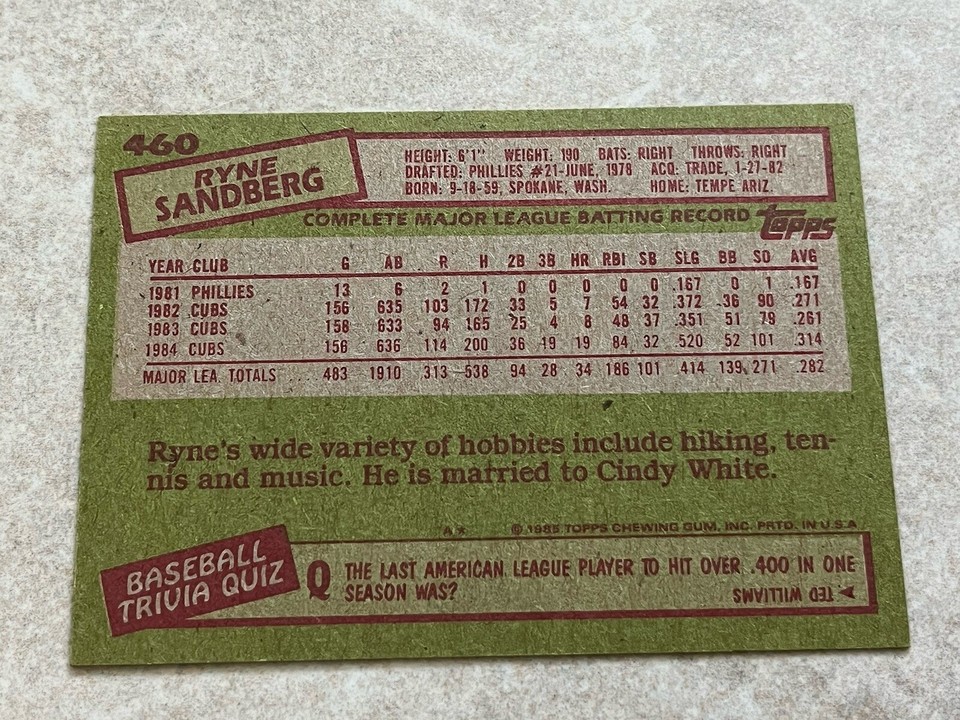 460
RYNE
SANDBERG
HEIGHT: 6'1" WEIGHT: 190 BATS: RIGHT THROWS: RIGHT
DRAFTED: PHILLIES #21-JUNE, 1978 ACQ: TRADE, 1-27-82
BORN: 9-18-59, SPOKANE, WASH. HOME: TEMPE ARIZ.
COMPLETE MAJOR LEAGUE BATTING RECORD
topps
YEAR CLUB G AB R H 2B 3B HR RBI SB SLG BB SO AVG
1981 PHILLIES 13 6 2 1 0 0 0 0 0 .167 0 1 .167
1982 CUBS 156 635 103 172 33 5 7 54 32 .372 36 90 .271
1983 CUBS 158 633 94 165 25 4 8 48 37 .351 51 79 .261
1984 CUBS 156 636 114 200 36 19 19 84 32 .520 52 101 .314
MAJOR LEA. TOTALS 483 1910 313 538 94 28 34 186 101 .414 139 271 .282
Ryne's wide variety of hobbies include hiking, ten-
nis and music. He is married to Cindy White.
A* © 1985 TOPPS CHEWING GUM, INC. PRTD. IN U.S.A
BASEBALL
TRIVIA QUIZ
Q THE LAST AMERICAN LEAGUE PLAYER TO HIT OVER .400 IN ONE
SEASON WAS?
TED WILLIAMS